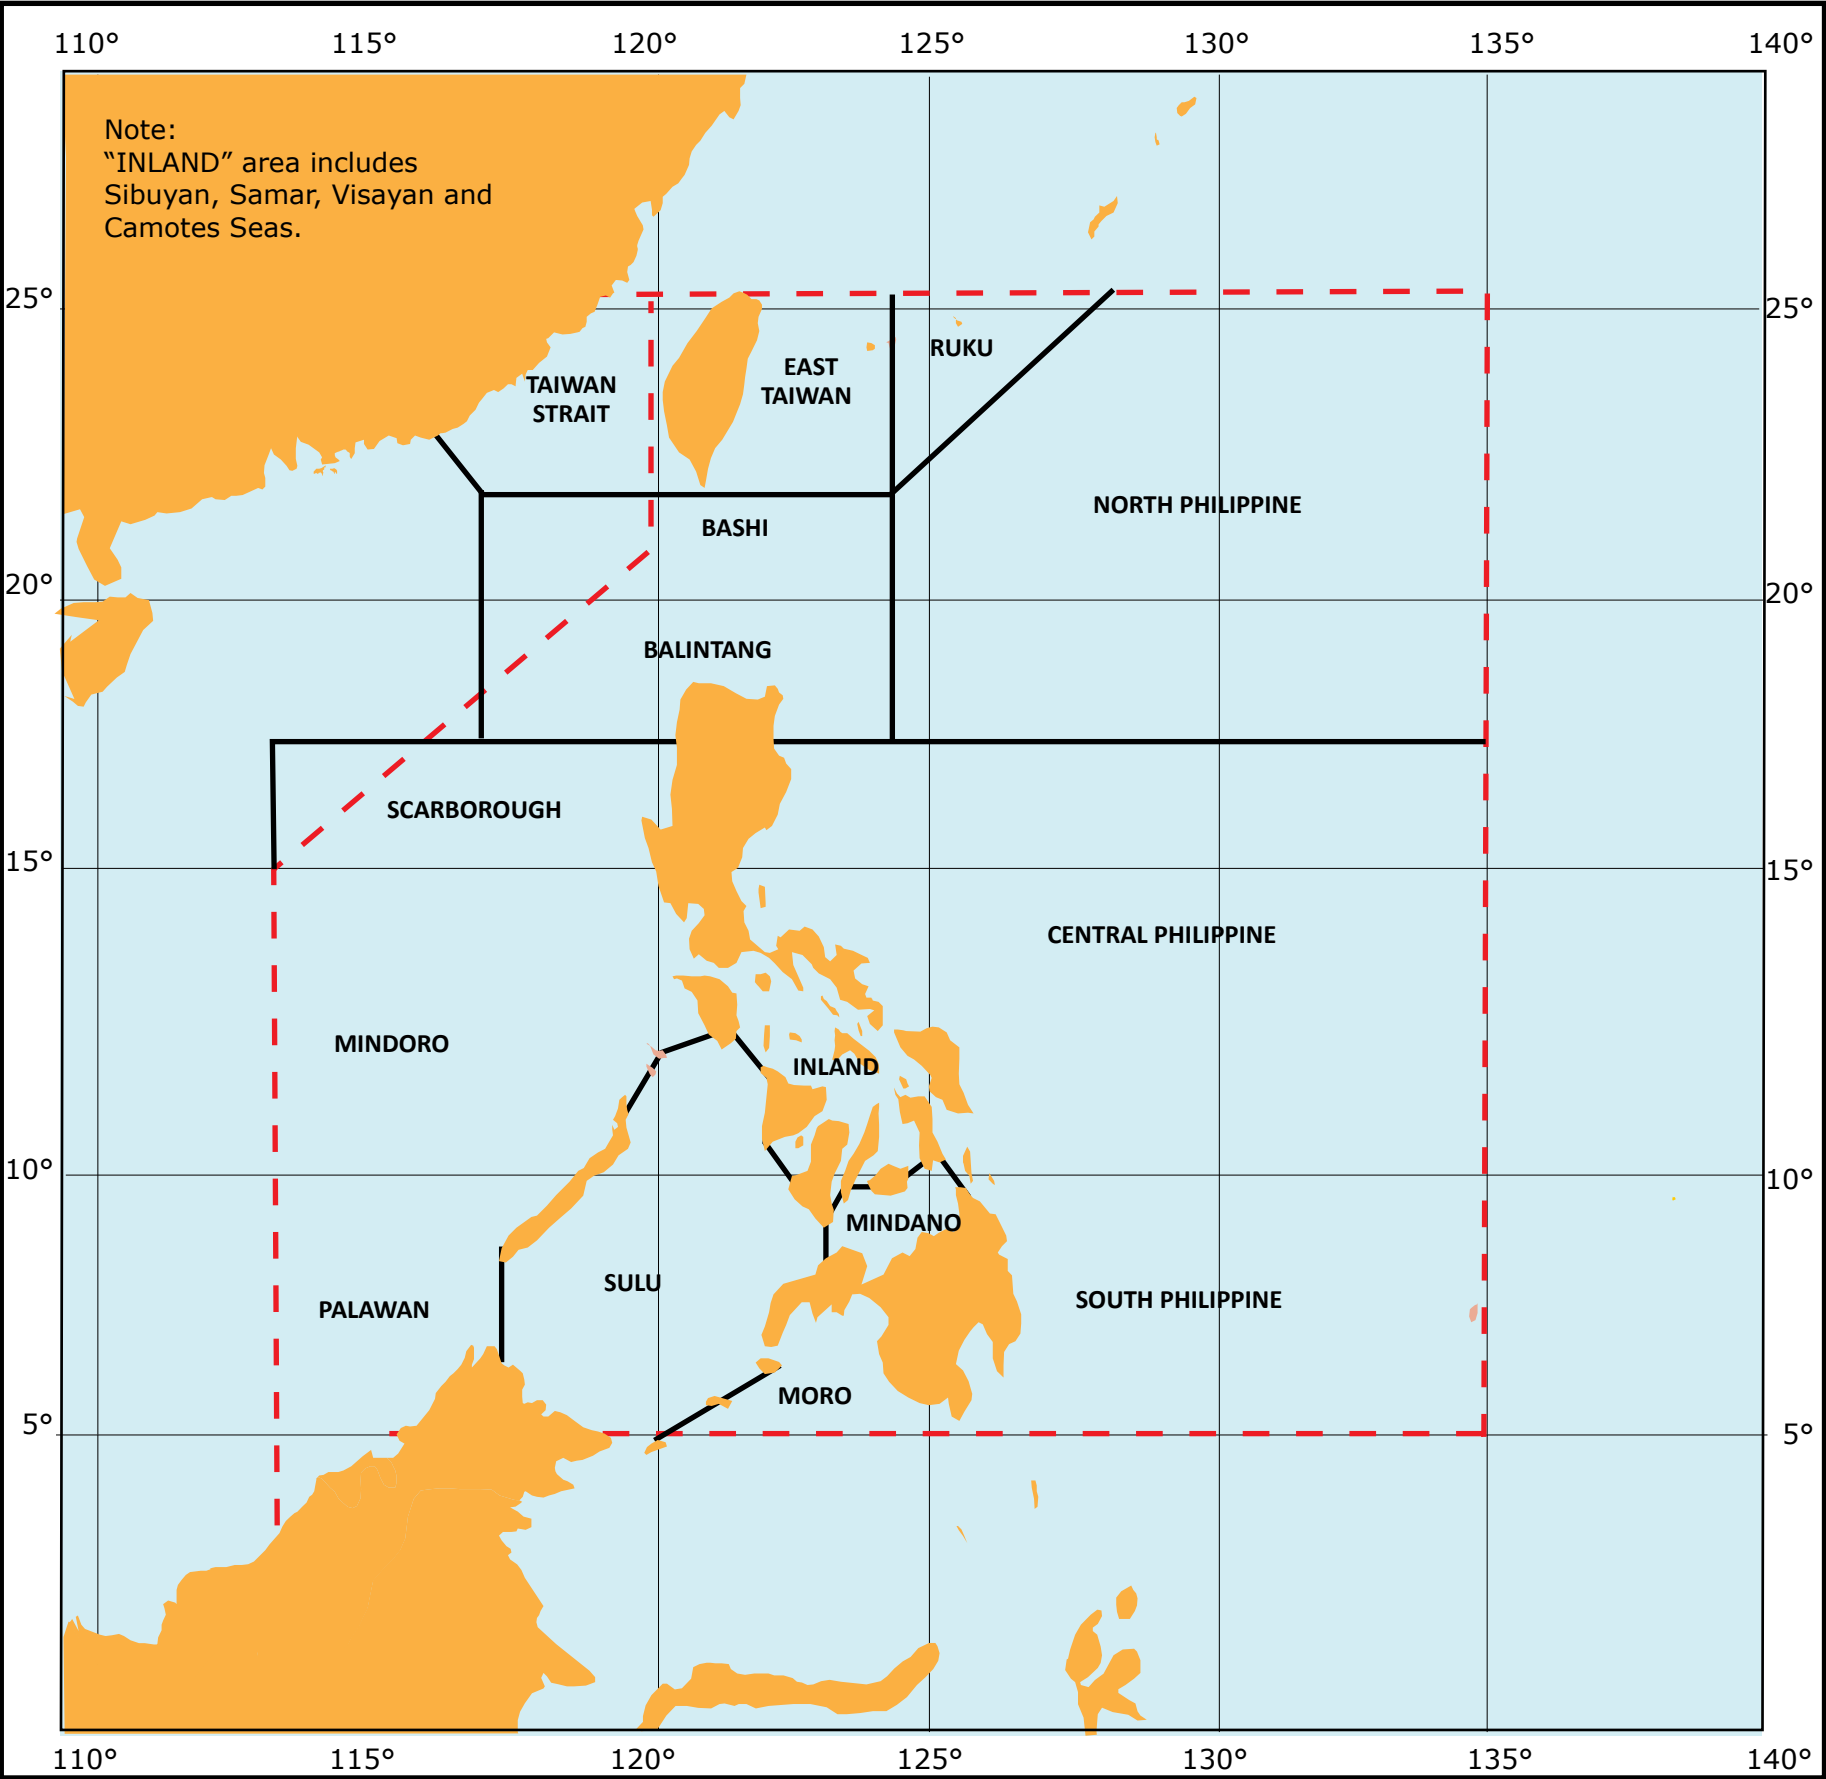 110° 115° 120° 125° 130° 135° 140°
Note:
“INLAND” area includes
Sibuyan, Samar, Visayan and
Camotes Seas.
25° 25°
RUKU
EAST
TAIWAN
TAIWAN
STRAIT
NORTH PHILIPPINE
BASHI
20° 20°
BALINTANG
SCARBOROUGH
15° 15°
CENTRAL PHILIPPINE
MINDORO
INLAND
10° 10°
MINDANO
SULU
SOUTH PHILIPPINE
PALAWAN
MORO
5° 5°
110° 115° 120° 125° 130° 135° 140°